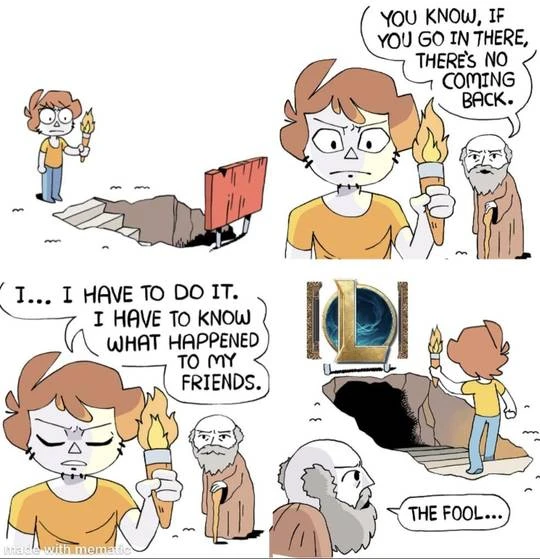 YOU KNOW, IF
YOU GO IN THERE,
THERE'S NO
COMING
BACK.
I... I HAVE TO DO IT.
I HAVE TO KNOW
WHAT HAPPENED
TO MY
FRIENDS.
L
THE FOOL...
made with mematic